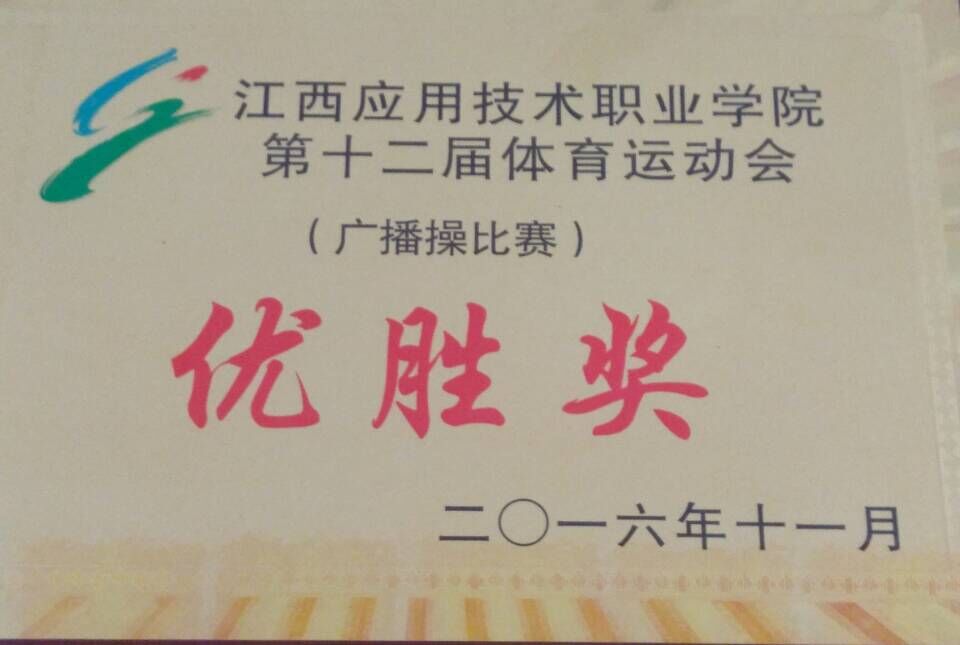 江西应用技术职业学院
第十二届体育运动会
（广播操比赛）
优胜奖
二〇一六年十一月